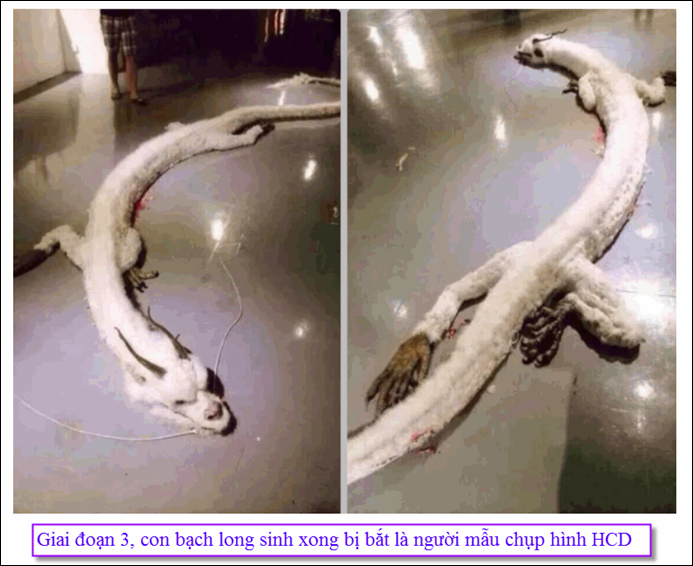 Giai đoạn 3, con bạch long sinh xong bị bắt là người mẫu chụp hình HCD